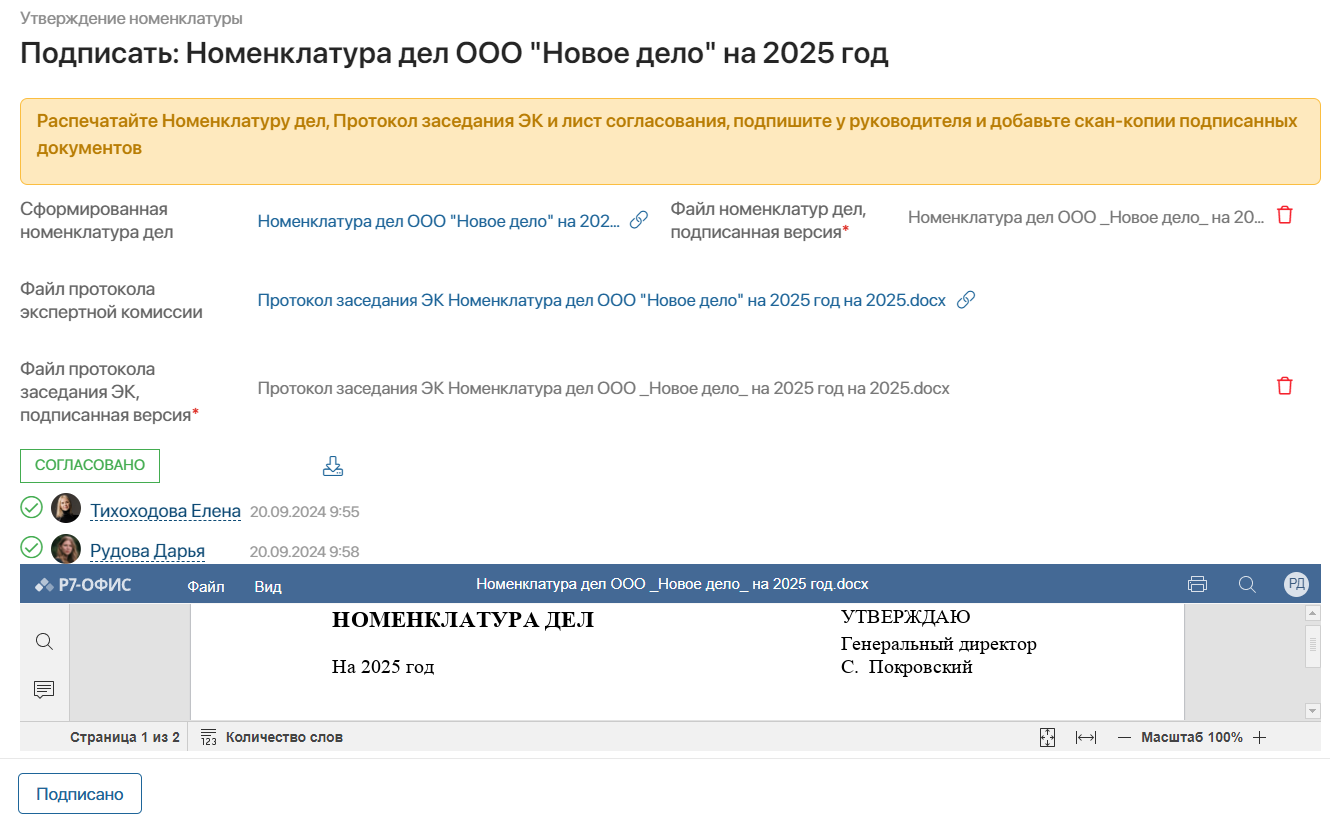 Утверждение номенклатуры
Подписать: Номенклатура дел ООО "Новое дело" на 2025 год
Распечатайте Номенклатуру дел, Протокол заседания ЭК и лист согласования, подпишите у руководителя и добавьте скан-копии подписанных
документов
Сформированная
номенклатура дел
Номенклатура дел ООО "Новое дело" на 202...
Файл номенклатур дел,
подписанная версия*
Номенклатура дел ООО _Новое дело_ на 20...
Файл протокола
экспертной комиссии
Протокол заседания ЭК Номенклатура дел ООО "Новое дело" на 2025 год на 2025.docx
Файл протокола
заседания ЭК,
подписанная версия*
Протокол заседания ЭК Номенклатура дел ООО _Новое дело_ на 2025 год на 2025.docx
СОГЛАСОВАНО
Тихоходова Елена 20.09.2024 9:55
Рудова Дарья 20.09.2024 9:58
Р7-ОФИС Файл Вид Номенклатура дел ООО _Новое дело_ на 2025 год.docx РД
НОМЕНКЛАТУРА ДЕЛ
На 2025 год
УТВЕРЖДАЮ
Генеральный директор
С. Покровский
Страница 1 из 2 123 Количество слов Масштаб 100%
Подписано